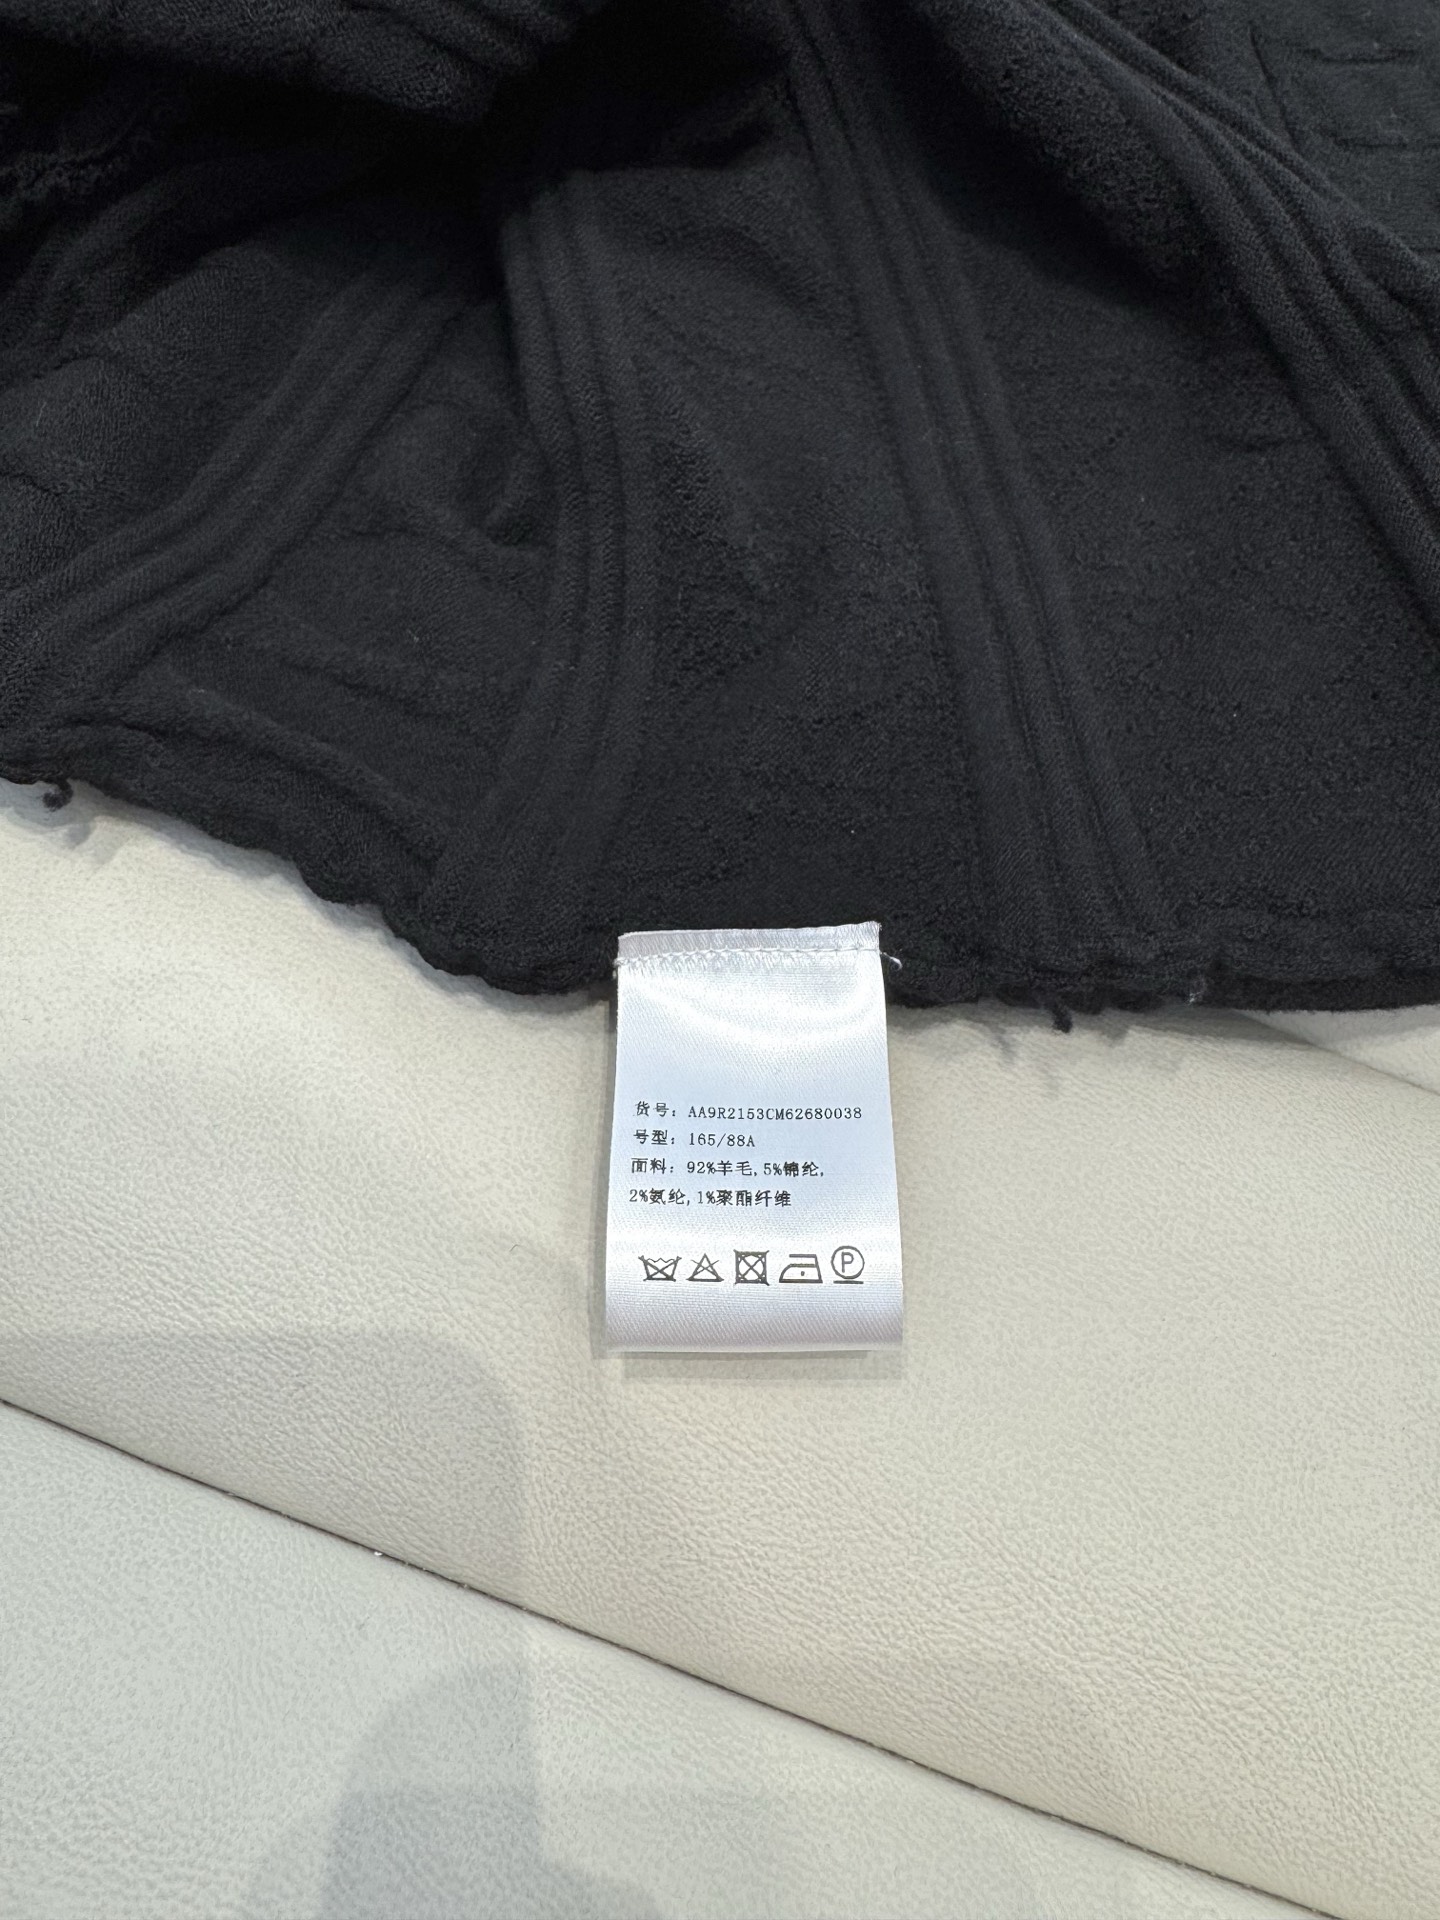 货号: AA9R2153CM62680038
号型: 165/88A
面料: 92%羊毛,5%锦纶,
2%氨纶,1%聚酯纤维
P